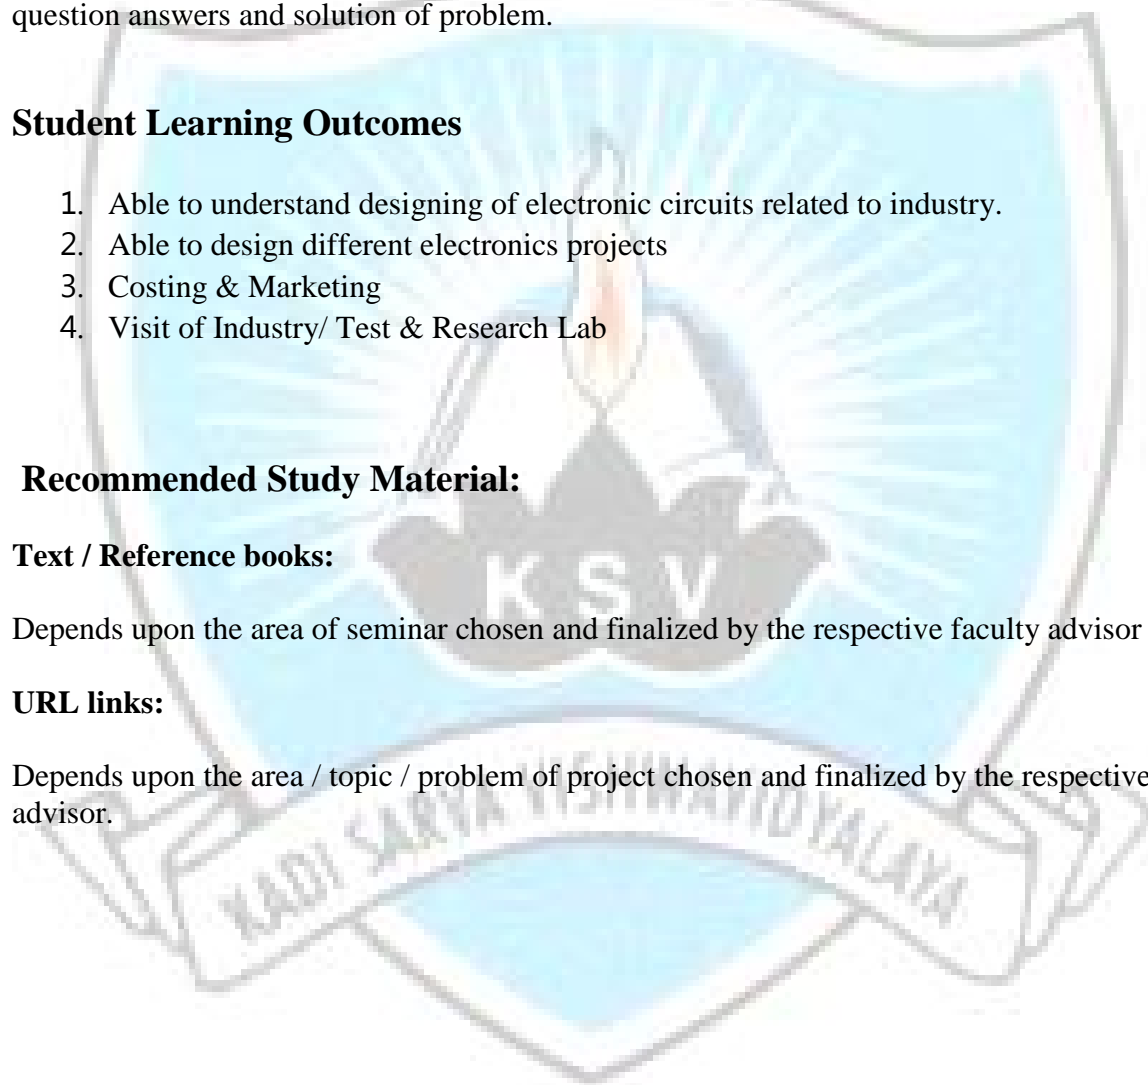 question answers and solution of problem.
Student Learning Outcomes
1. Able to understand designing of electronic circuits related to industry.
2. Able to design different electronics projects
3. Costing & Marketing
4. Visit of Industry/ Test & Research Lab
Recommended Study Material:
Text / Reference books:
KSV
Depends upon the area of seminar chosen and finalized by the respective faculty advisor
URL links:
Depends upon the area / topic / problem of project chosen and finalized by the respective
advisor.
KADI SARVA VISHWAVIDYALAYA